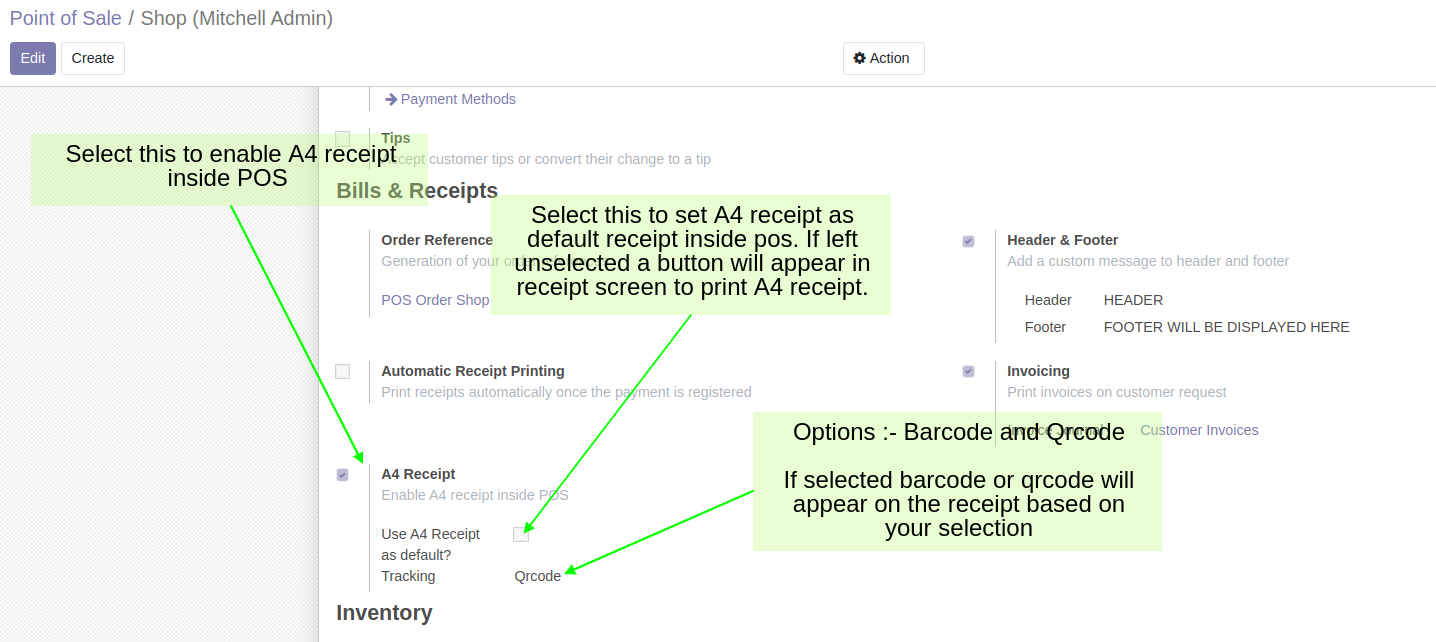 Point of Sale / Shop (Mitchell Admin)
Edit
Create
Action
Payment Methods
Tips
Accept customer tips or convert their change to a tip
Select this to enable A4 receipt
inside POS
Bills & Receipts
Select this to set A4 receipt as
default receipt inside pos. If left
unselected a button will appear in
receipt screen to print A4 receipt.
Order Reference
Generation of your order references
POS Order Shop
Header & Footer
Add a custom message to header and footer
Header HEADER
Footer FOOTER WILL BE DISPLAYED HERE
Automatic Receipt Printing
Print receipts automatically once the payment is registered
Invoicing
Print invoices on customer request
Invoice Journal Customer Invoices
Options :- Barcode and Qrcode
If selected barcode or qrcode will
appear on the receipt based on
your selection
A4 Receipt
Enable A4 receipt inside POS
Use A4 Receipt
as default?
Tracking Qrcode
Inventory